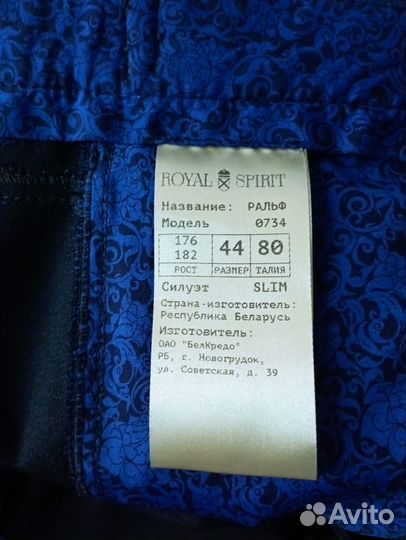 ROYAL SPIRIT
Название: РАЛЬФ
Модель 0734
176
182 44 80
РОСТ РАЗМЕР ТАЛИЯ
Силуэт SLIM
Страна-изготовитель:
Республика Беларусь
Изготовитель:
ОАО "БелКредо"
РБ, г. Новогрудок,
ул. Советская, д. 39
Avito